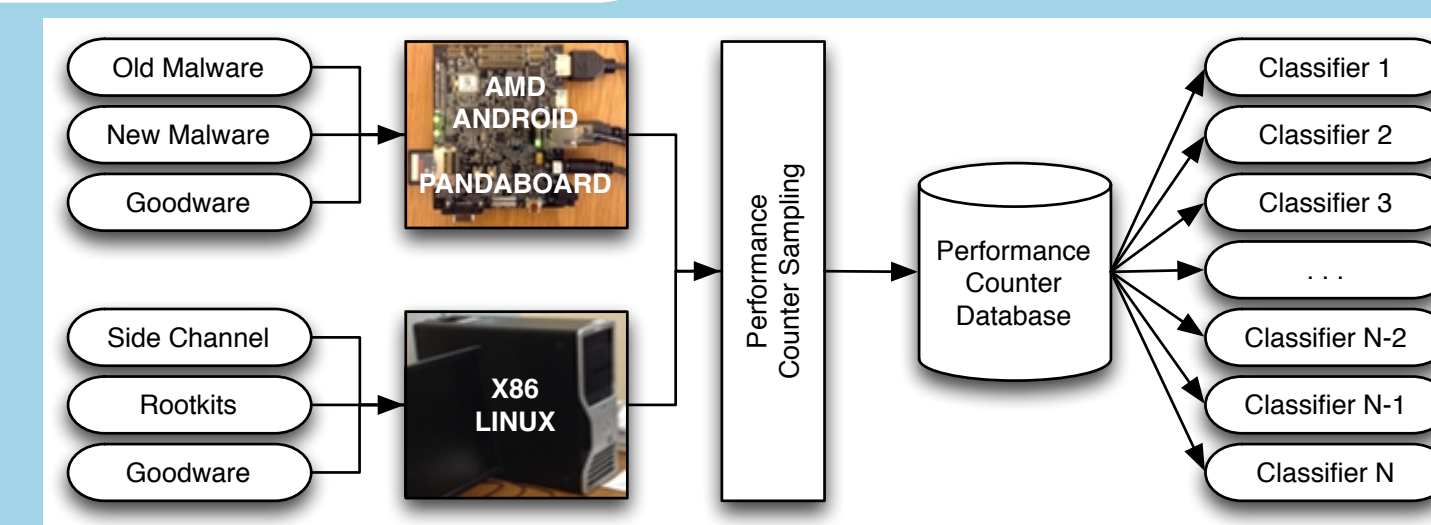 Old Malware
New Malware
Goodware
AMD
ANDROID
PANDABOARD
Side Channel
Rootkits
Goodware
X86
LINUX
Performance
Counter Sampling
Performance
Counter
Database
Classifier 1
Classifier 2
Classifier 3
. . .
Classifier N-2
Classifier N-1
Classifier N